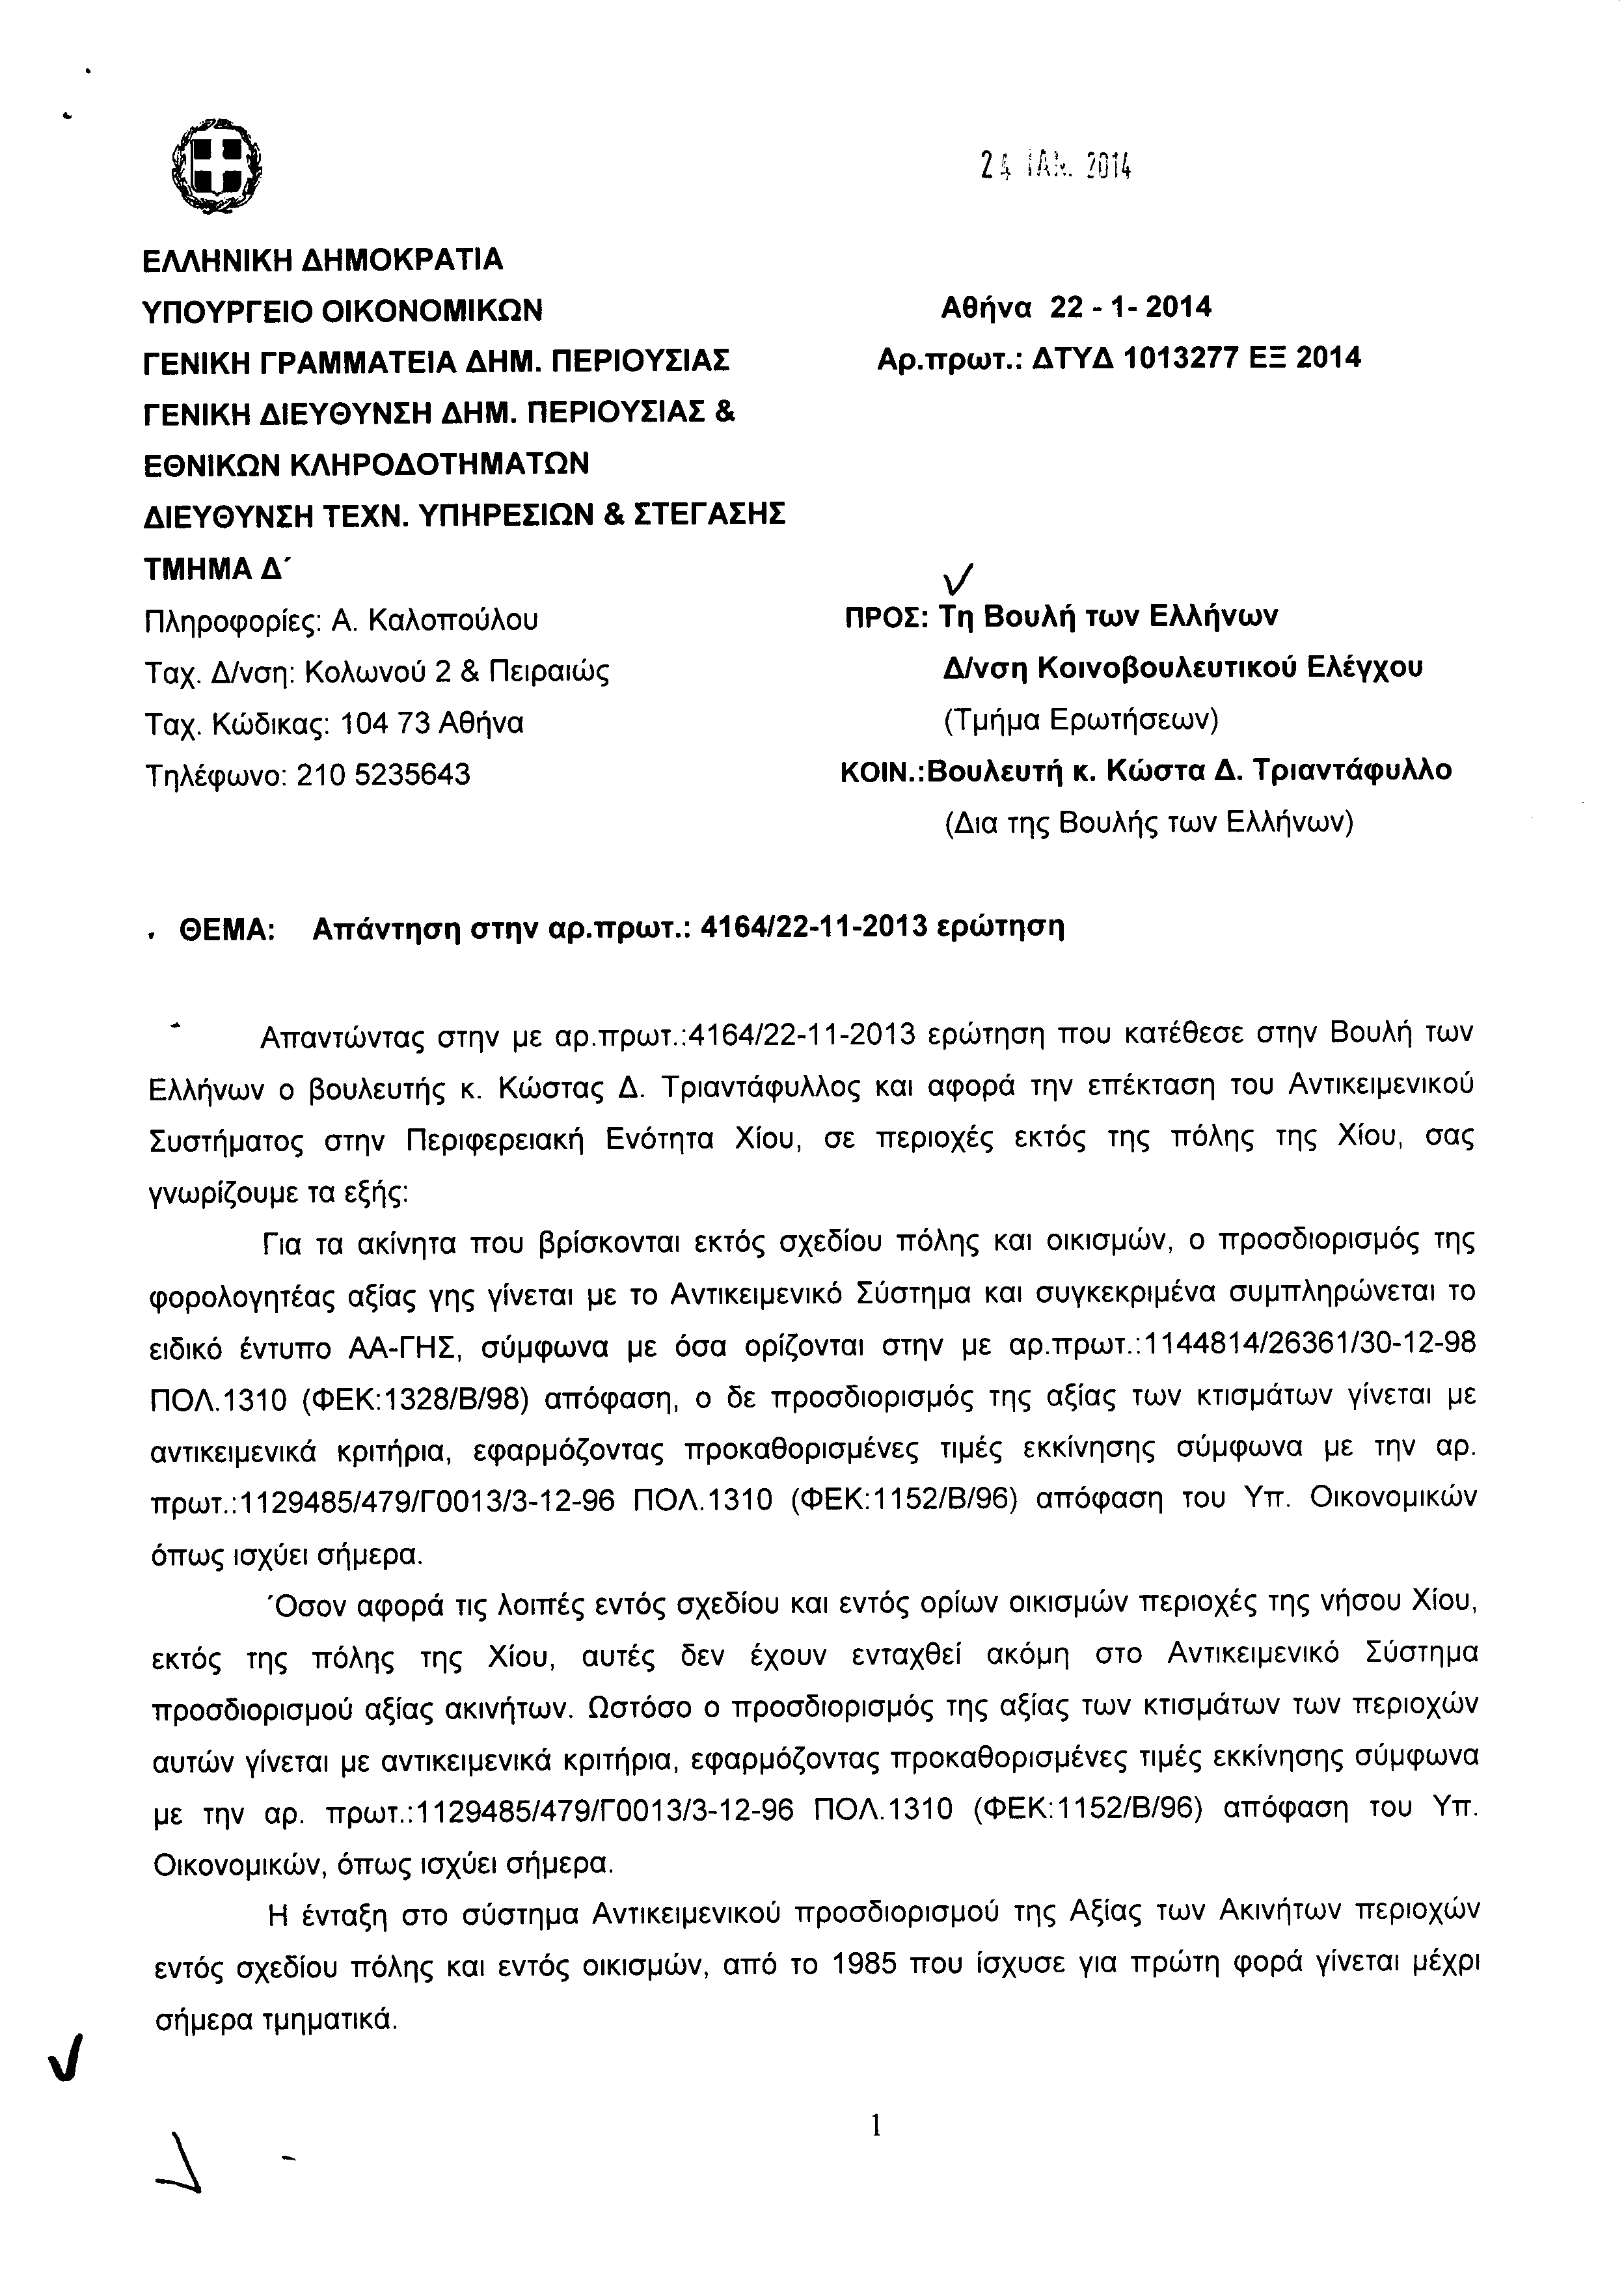 24 ΙΑΝ. 2014
ΕΛΛΗΝΙΚΗ ΔΗΜΟΚΡΑΤΙΑ
ΥΠΟΥΡΓΕΙΟ ΟΙΚΟΝΟΜΙΚΩΝ
ΓΕΝΙΚΗ ΓΡΑΜΜΑΤΕΙΑ ΔΗΜ. ΠΕΡΙΟΥΣΙΑΣ
ΓΕΝΙΚΗ ΔΙΕΥΘΥΝΣΗ ΔΗΜ. ΠΕΡΙΟΥΣΙΑΣ &
ΕΘΝΙΚΩΝ ΚΛΗΡΟΔΟΤΗΜΑΤΩΝ
ΔΙΕΥΘΥΝΣΗ ΤΕΧΝ. ΥΠΗΡΕΣΙΩΝ & ΣΤΕΓΑΣΗΣ
ΤΜΗΜΑ Δ΄
Πληροφορίες: Α. Καλοπούλου
Ταχ. Δ/νση: Κολωνού 2 & Πειραιώς
Ταχ. Κώδικας: 104 73 Αθήνα
Τηλέφωνο: 210 5235643
Αθήνα 22 - 1- 2014
Αρ.πρωτ.: ΔΤΥΔ 1013277 ΕΞ 2014
ΠΡΟΣ: Τη Βουλή των Ελλήνων
Δ/νση Κοινοβουλευτικού Ελέγχου
(Τμήμα Ερωτήσεων)
ΚΟΙΝ.:Βουλευτή κ. Κώστα Δ. Τριαντάφυλλο
(Δια της Βουλής των Ελλήνων)
ΘΕΜΑ: Απάντηση στην αρ.πρωτ.: 4164/22-11-2013 ερώτηση
Απαντώντας στην με αρ.πρωτ.:4164/22-11-2013 ερώτηση που κατέθεσε στην Βουλή των
Ελλήνων ο βουλευτής κ. Κώστας Δ. Τριαντάφυλλος και αφορά την επέκταση του Αντικειμενικού
Συστήματος στην Περιφερειακή Ενότητα Χίου, σε περιοχές εκτός της πόλης της Χίου, σας
γνωρίζουμε τα εξής:
Για τα ακίνητα που βρίσκονται εκτός σχεδίου πόλης και οικισμών, ο προσδιορισμός της
φορολογητέας αξίας γης γίνεται με το Αντικειμενικό Σύστημα και συγκεκριμένα συμπληρώνεται το
ειδικό έντυπο ΑΑ-ΓΗΣ, σύμφωνα με όσα ορίζονται στην με αρ.πρωτ.:1144814/26361/30-12-98
ΠΟΛ.1310 (ΦΕΚ:1328/Β/98) απόφαση, ο δε προσδιορισμός της αξίας των κτισμάτων γίνεται με
αντικειμενικά κριτήρια, εφαρμόζοντας προκαθορισμένες τιμές εκκίνησης σύμφωνα με την αρ.
πρωτ.:1129485/479/Γ0013/3-12-96 ΠΟΛ.1310 (ΦΕΚ:1152/Β/96) απόφαση του Υπ. Οικονομικών
όπως ισχύει σήμερα.
Όσον αφορά τις λοιπές εντός σχεδίου και εντός ορίων οικισμών περιοχές της νήσου Χίου,
εκτός της πόλης της Χίου, αυτές δεν έχουν ενταχθεί ακόμη στο Αντικειμενικό Σύστημα
προσδιορισμού αξίας ακινήτων. Ωστόσο ο προσδιορισμός της αξίας των κτισμάτων των περιοχών
αυτών γίνεται με αντικειμενικά κριτήρια, εφαρμόζοντας προκαθορισμένες τιμές εκκίνησης σύμφωνα
με την αρ. πρωτ.:1129485/479/Γ0013/3-12-96 ΠΟΛ.1310 (ΦΕΚ:1152/Β/96) απόφαση του Υπ.
Οικονομικών, όπως ισχύει σήμερα.
Η ένταξη στο σύστημα Αντικειμενικού προσδιορισμού της Αξίας των Ακινήτων περιοχών
εντός σχεδίου πόλης και εντός οικισμών, από το 1985 που ίσχυσε για πρώτη φορά γίνεται μέχρι
σήμερα τμηματικά.
1